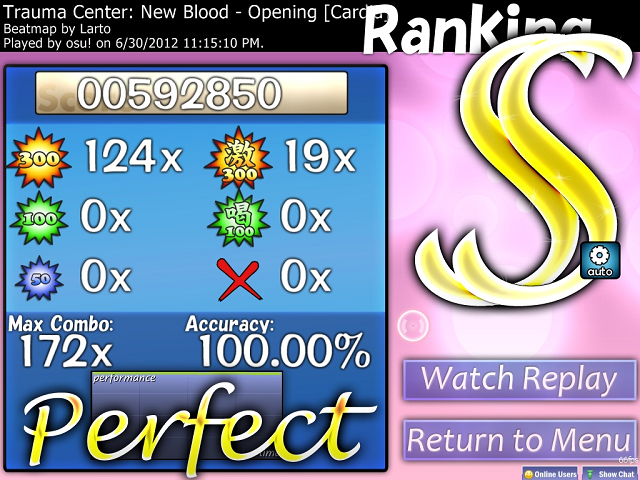 Trauma Center: New Blood - Opening [Cardi
Beatmap by Larto
Played by osu! on 6/30/2012 11:15:10 PM.
Ranking
00592850
300 124x 激 300 19x
100 0x 喝 100 0x
50 0x 0x
Max Combo: Accuracy:
172x 100.00%
performance
Perfect
S
auto
Watch Replay
Return to Menu
Online Users Show Chat